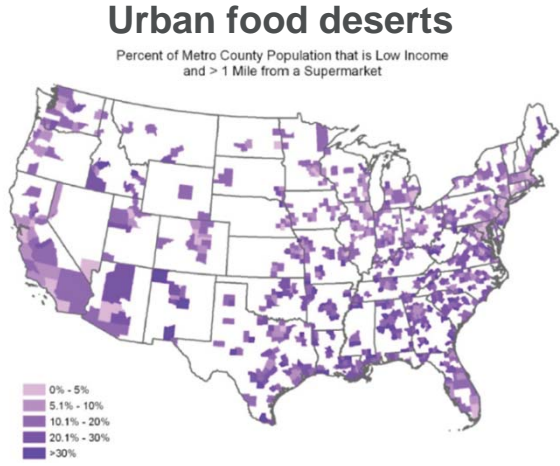 Urban food deserts
Percent of Metro County Population that is Low Income
and > 1 Mile from a Supermarket
0% - 5%
5.1% - 10%
10.1% - 20%
20.1% - 30%
>30%